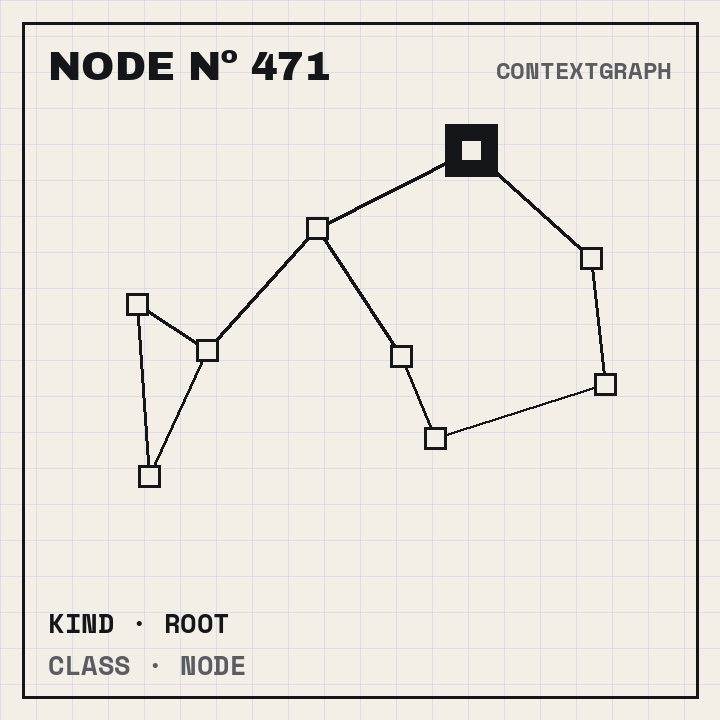 NODE Nº 471
CONTEXTGRAPH
KIND · ROOT
CLASS · NODE